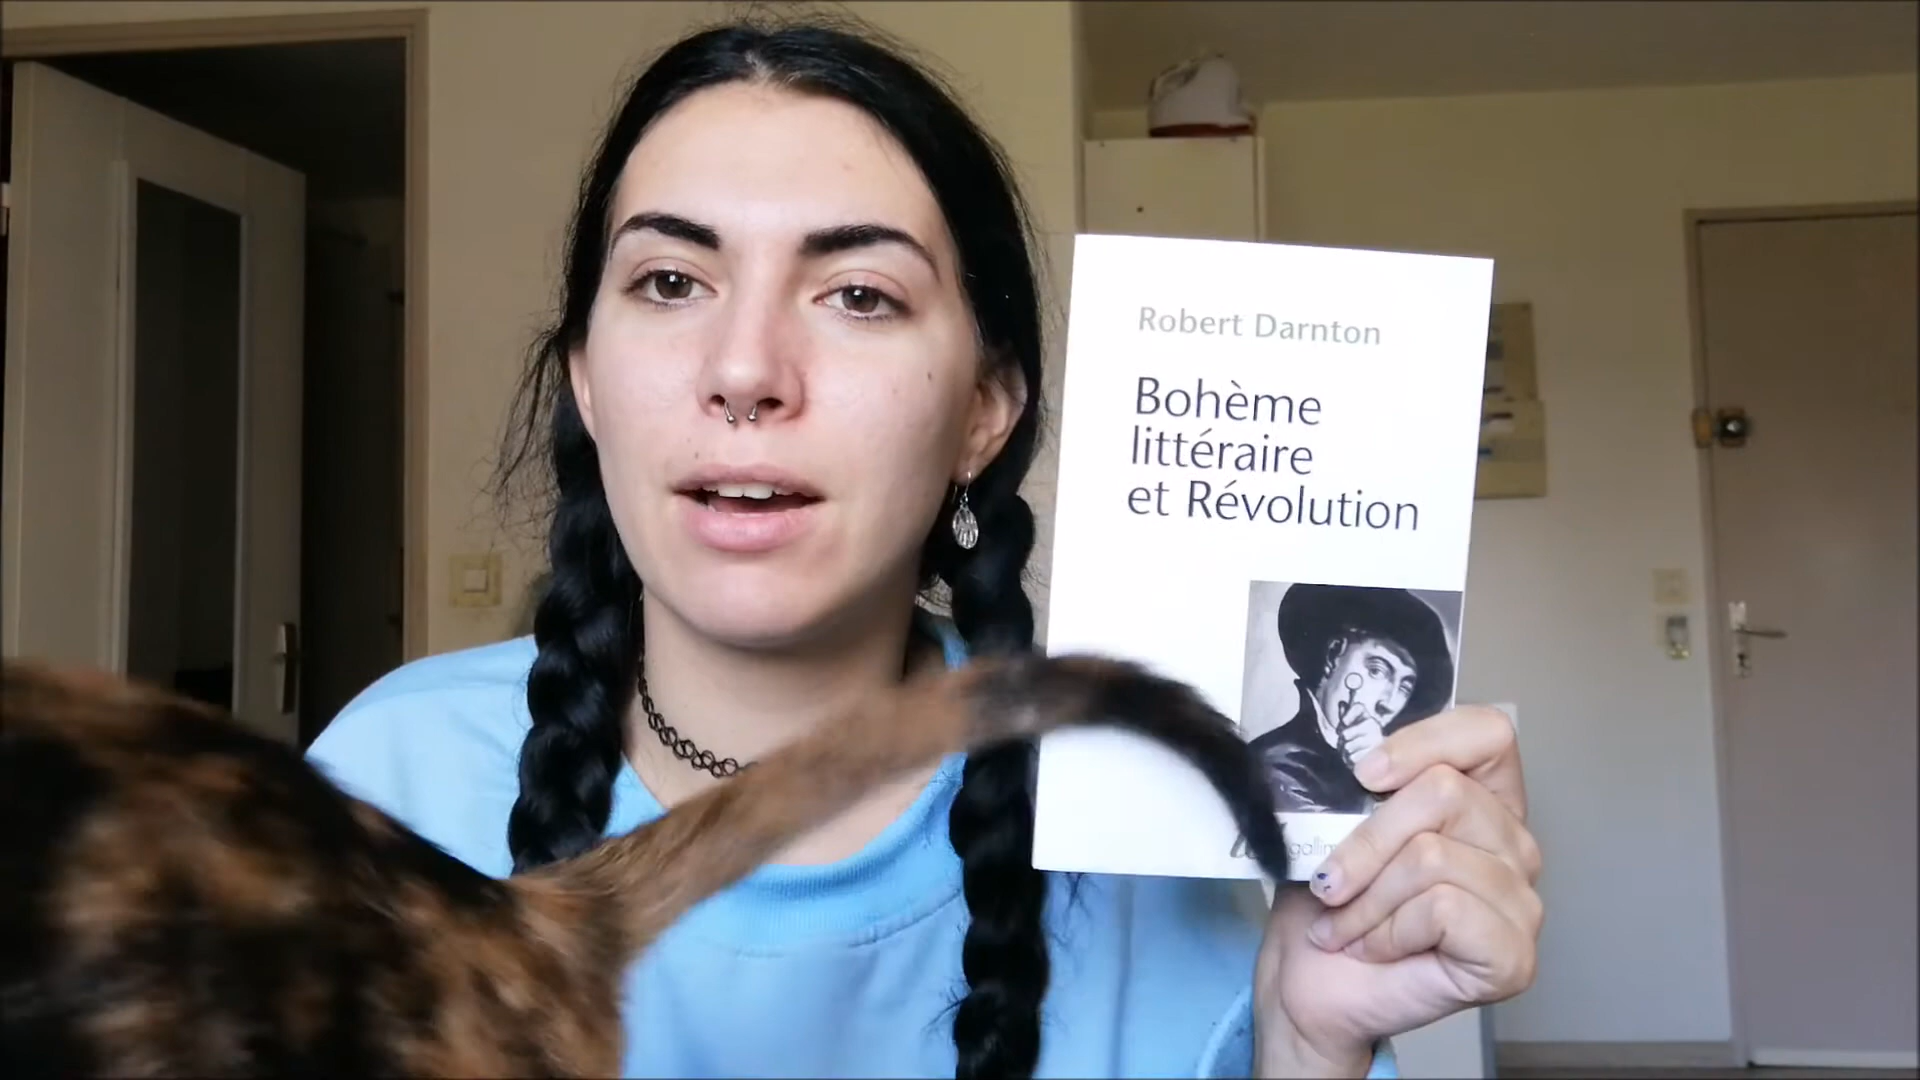 Robert Darnton
Bohème
littéraire
et Révolution